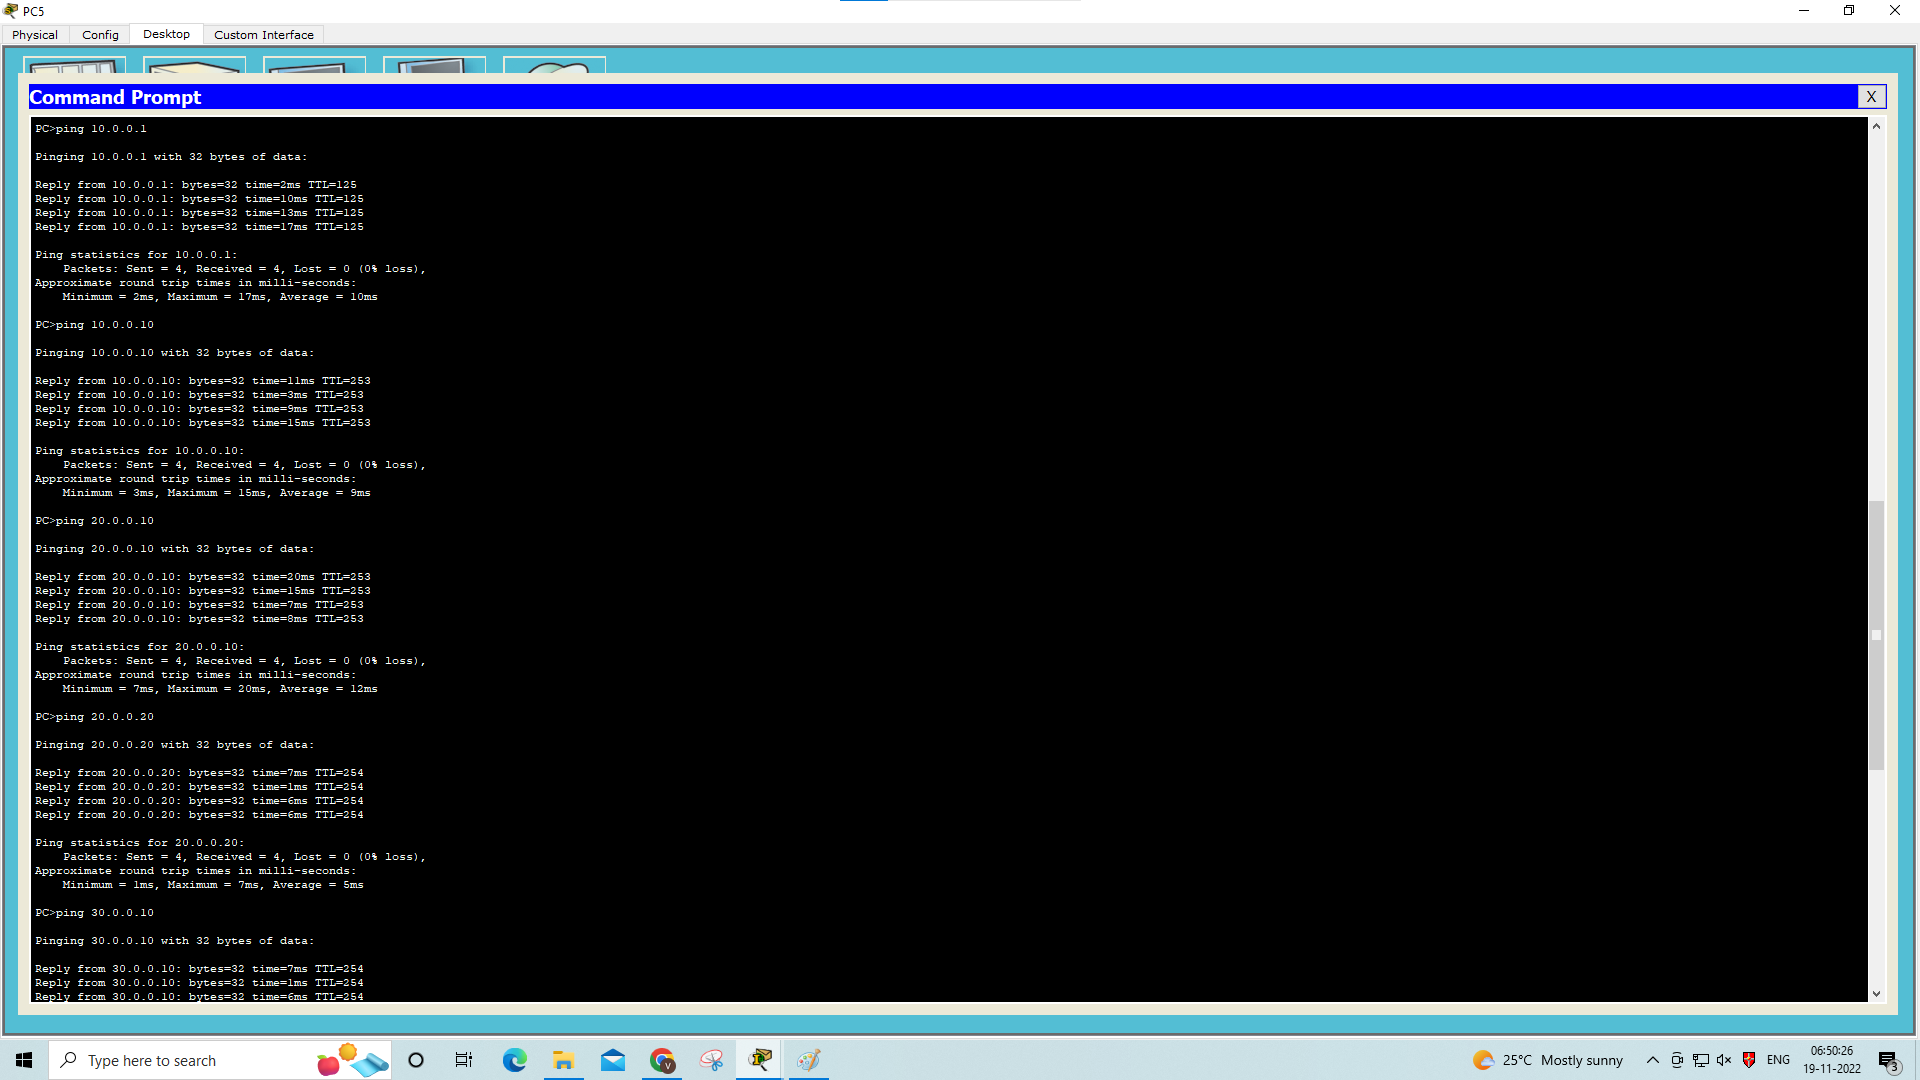 PC5
Physical Config Desktop Custom Interface
Command Prompt X
PC>ping 10.0.0.1
Pinging 10.0.0.1 with 32 bytes of data:
Reply from 10.0.0.1: bytes=32 time=2ms TTL=125
Reply from 10.0.0.1: bytes=32 time=10ms TTL=125
Reply from 10.0.0.1: bytes=32 time=13ms TTL=125
Reply from 10.0.0.1: bytes=32 time=17ms TTL=125
Ping statistics for 10.0.0.1:
Packets: Sent = 4, Received = 4, Lost = 0 (0% loss),
Approximate round trip times in milli-seconds:
Minimum = 2ms, Maximum = 17ms, Average = 10ms
PC>ping 10.0.0.10
Pinging 10.0.0.10 with 32 bytes of data:
Reply from 10.0.0.10: bytes=32 time=11ms TTL=253
Reply from 10.0.0.10: bytes=32 time=3ms TTL=253
Reply from 10.0.0.10: bytes=32 time=9ms TTL=253
Reply from 10.0.0.10: bytes=32 time=15ms TTL=253
Ping statistics for 10.0.0.10:
Packets: Sent = 4, Received = 4, Lost = 0 (0% loss),
Approximate round trip times in milli-seconds:
Minimum = 3ms, Maximum = 15ms, Average = 9ms
PC>ping 20.0.0.10
Pinging 20.0.0.10 with 32 bytes of data:
Reply from 20.0.0.10: bytes=32 time=20ms TTL=253
Reply from 20.0.0.10: bytes=32 time=15ms TTL=253
Reply from 20.0.0.10: bytes=32 time=7ms TTL=253
Reply from 20.0.0.10: bytes=32 time=8ms TTL=253
Ping statistics for 20.0.0.10:
Packets: Sent = 4, Received = 4, Lost = 0 (0% loss),
Approximate round trip times in milli-seconds:
Minimum = 7ms, Maximum = 20ms, Average = 12ms
PC>ping 20.0.0.20
Pinging 20.0.0.20 with 32 bytes of data:
Reply from 20.0.0.20: bytes=32 time=7ms TTL=254
Reply from 20.0.0.20: bytes=32 time=1ms TTL=254
Reply from 20.0.0.20: bytes=32 time=6ms TTL=254
Reply from 20.0.0.20: bytes=32 time=6ms TTL=254
Ping statistics for 20.0.0.20:
Packets: Sent = 4, Received = 4, Lost = 0 (0% loss),
Approximate round trip times in milli-seconds:
Minimum = 1ms, Maximum = 7ms, Average = 5ms
PC>ping 30.0.0.10
Pinging 30.0.0.10 with 32 bytes of data:
Reply from 30.0.0.10: bytes=32 time=7ms TTL=254
Reply from 30.0.0.10: bytes=32 time=1ms TTL=254
Reply from 30.0.0.10: bytes=32 time=6ms TTL=254
Type here to search
V
25°C Mostly sunny
ENG
06:50:26
19-11-2022
3